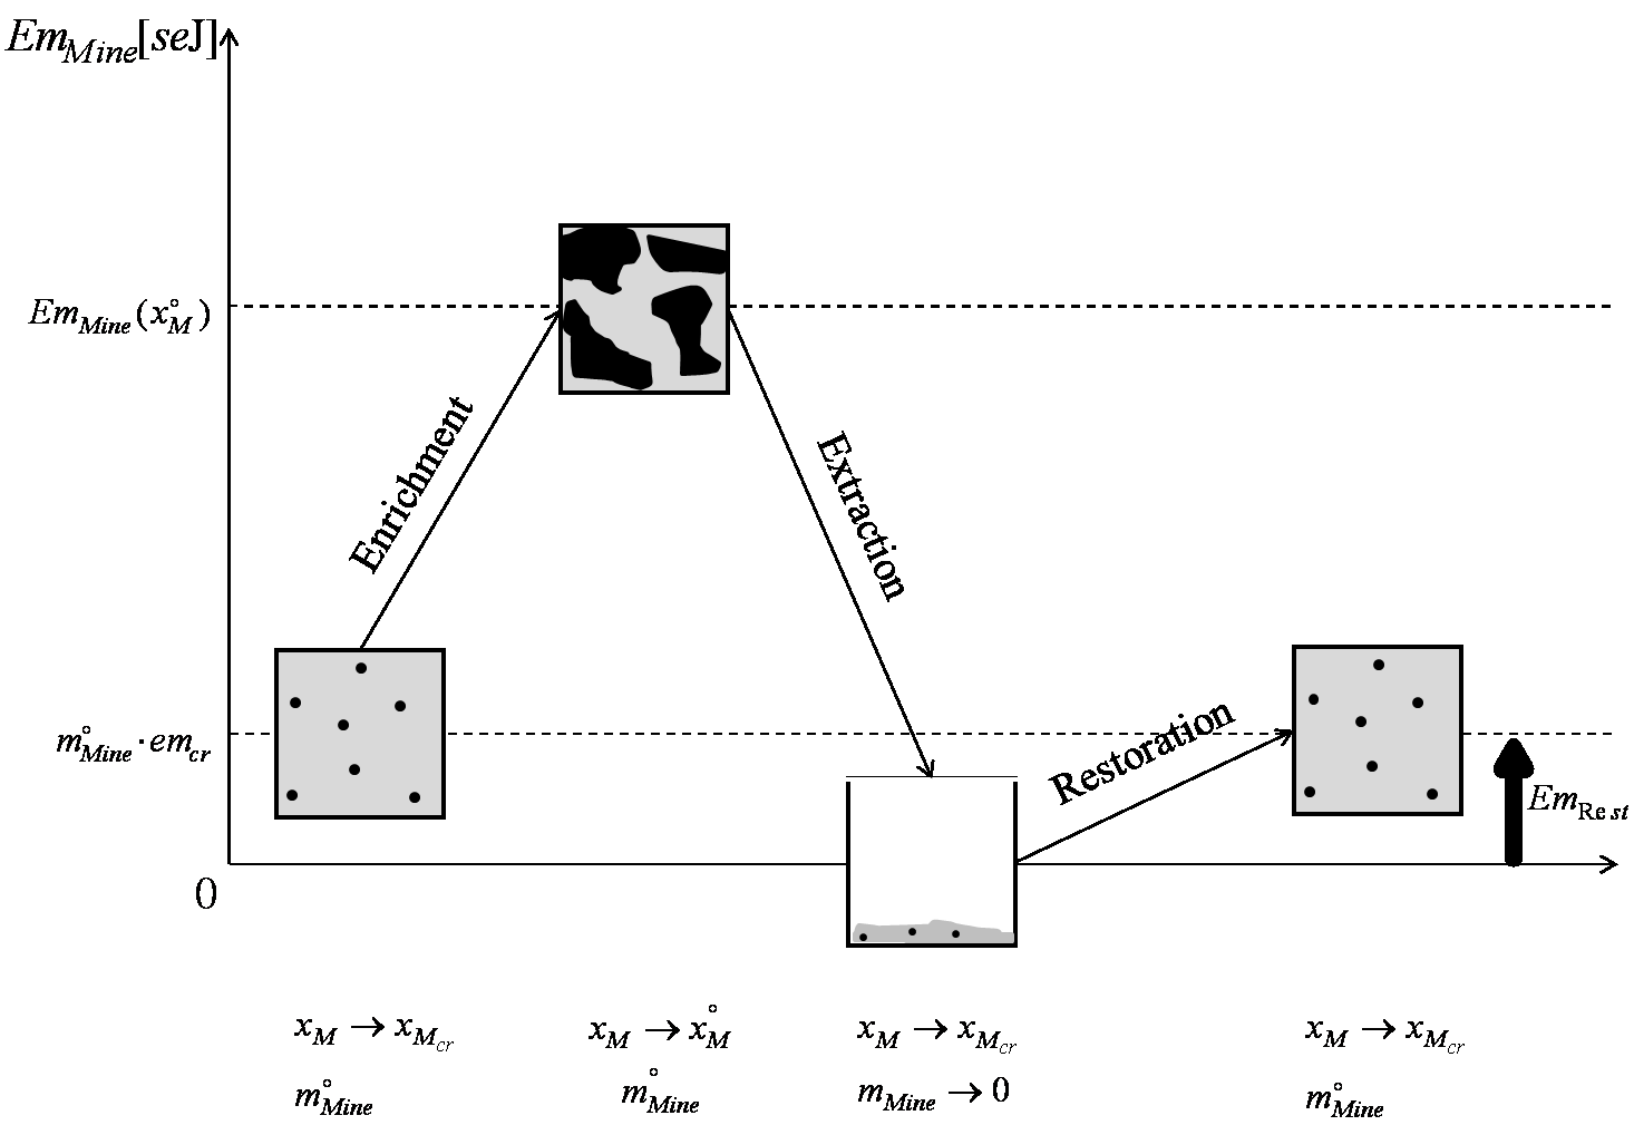 Em_Mine[seJ]
Em_Mine(x°_M)
Enrichment
Extraction
m°_Mine·em_cr
Restoration
Em_Rest
0
x_M → x_M_cr
x_M → x°_M
x_M → x_M_cr
x_M → x_M_cr
m°_Mine
m°_Mine
m_Mine → 0
m°_Mine